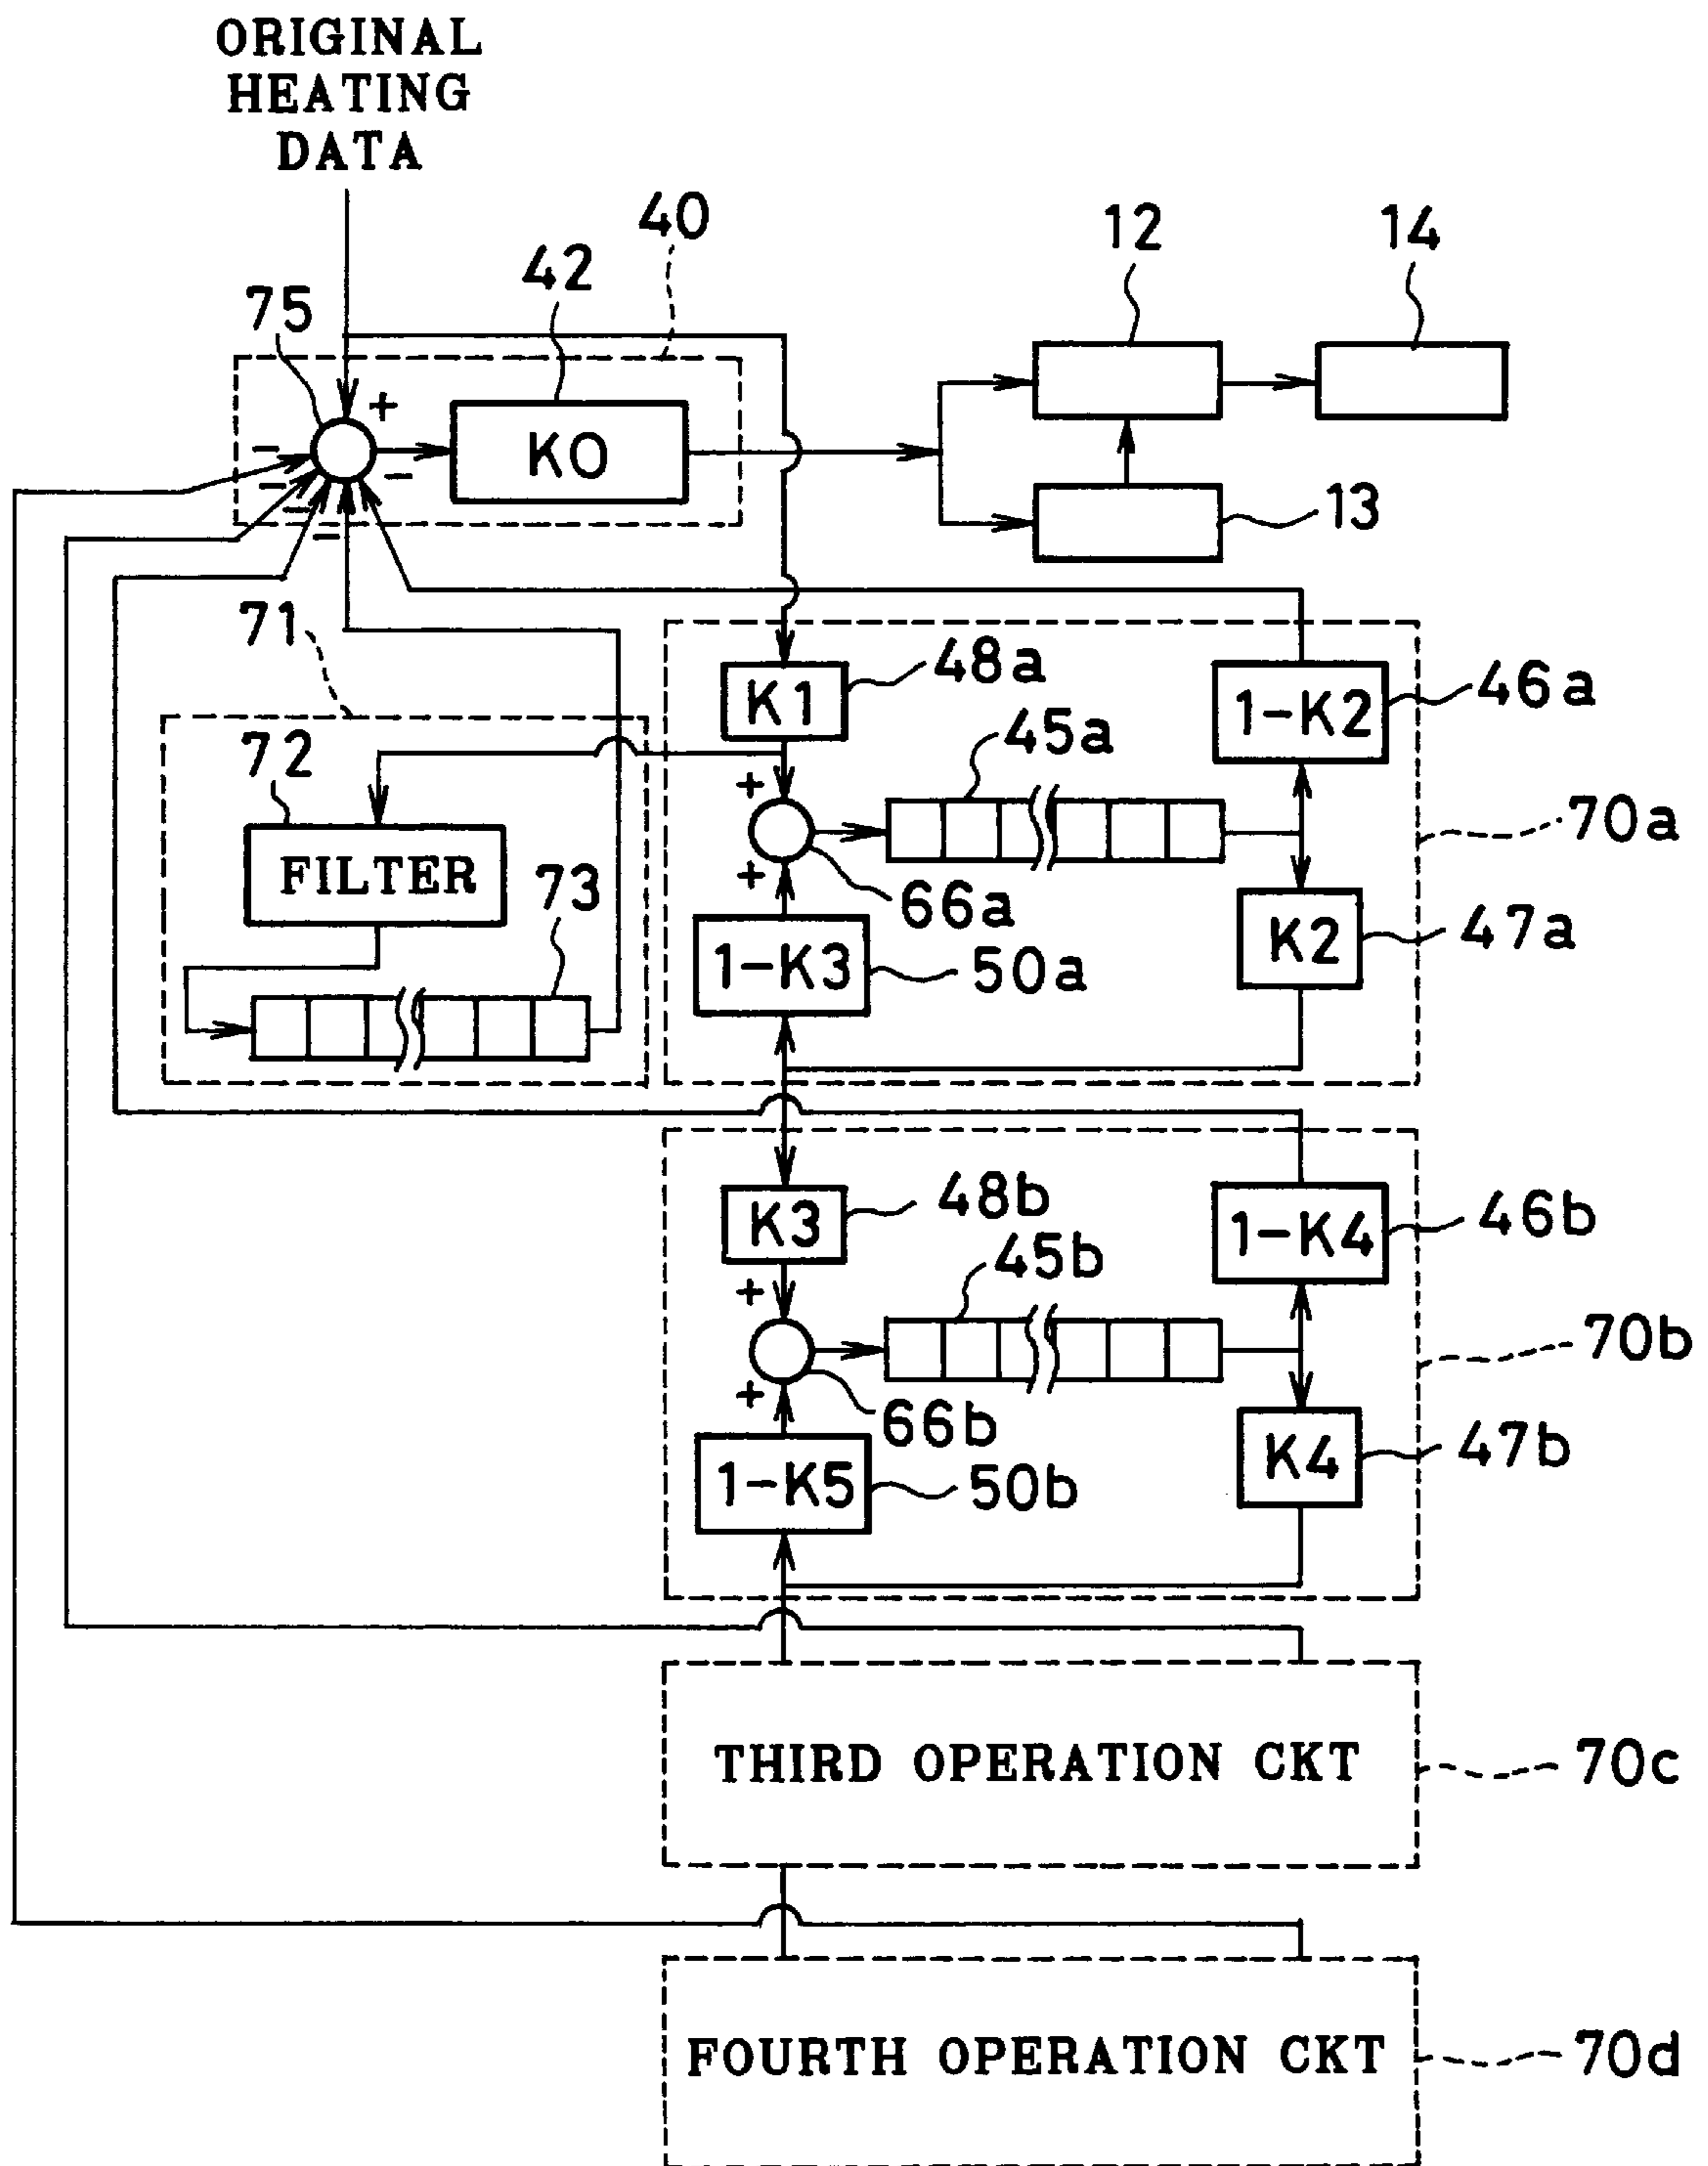 ORIGINAL
HEATING
DATA
40
12
14
42
75
+
K0
−
−
−
−
−
13
71
K1
48a
1-K2
46a
72
45a
+
70a
FILTER
73
+
66a
K2
47a
1-K3
50a
K3
48b
1-K4
46b
45b
+
70b
+
66b
K4
47b
1-K5
50b
THIRD OPERATION CKT
70c
FOURTH OPERATION CKT
70d